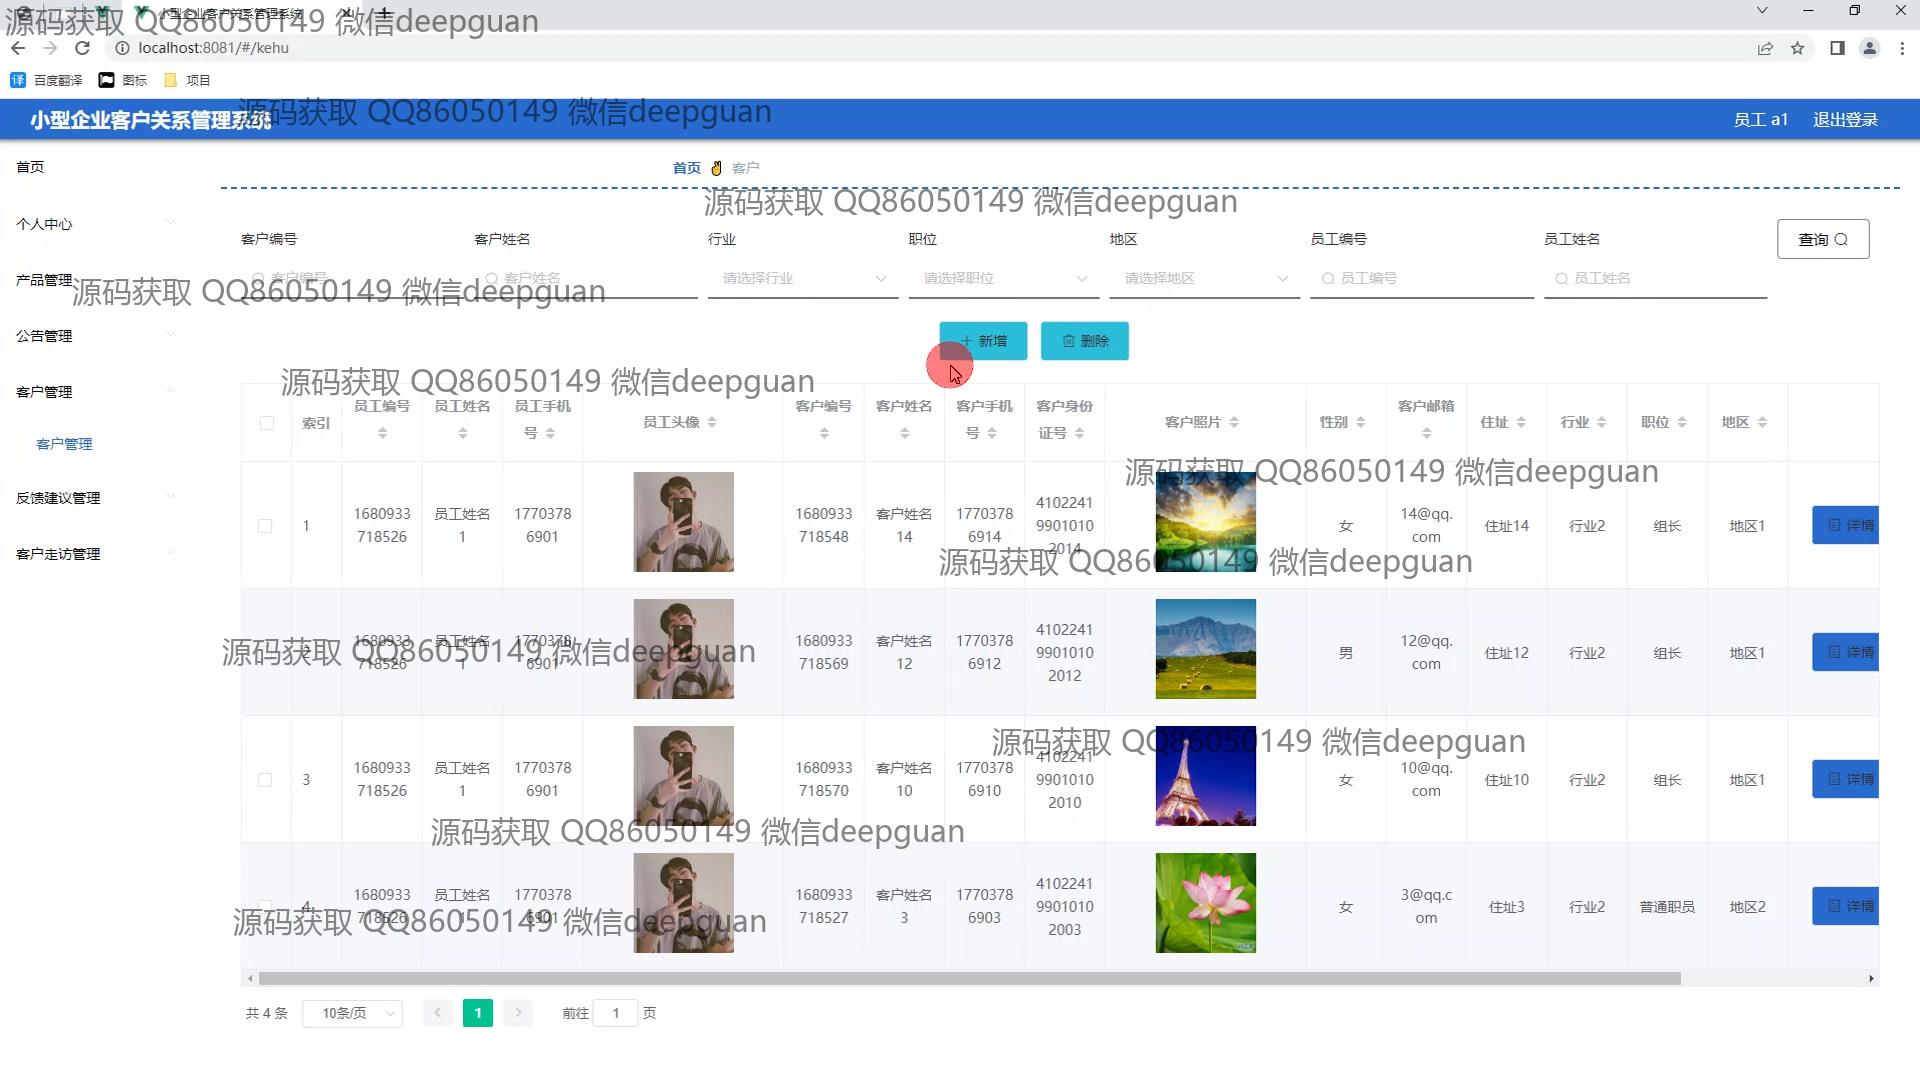 小型企业客户关系管理系统
源码获取 QQ86050149 微信deepguan
localhost:8081/#/kehu
百度翻译 图标 项目
源码获取 QQ86050149 微信deepguan
小型企业客户关系管理系统 员工 a1 退出登录
首页
首页 客户
源码获取 QQ86050149 微信deepguan
个人中心
客户编号 客户姓名 行业 职位 地区 员工编号 员工姓名 查询
产品管理
客户编号 客户姓名 请选择行业 请选择职位 请选择地区 员工编号 员工姓名
源码获取 QQ86050149 微信deepguan
公告管理
新增 删除
源码获取 QQ86050149 微信deepguan
客户管理
客户管理
反馈建议管理
客户走访管理
索引 员工编号 员工姓名 员工手机号 员工头像 客户编号 客户姓名 客户手机号 客户身份证号 客户照片 性别 客户邮箱 住址 行业 职位 地区
源码获取 QQ86050149 微信deepguan
1 1680933718526 员工姓名1 17703786901 1680933718548 客户姓名14 17703786914 410224199010102014 女 14@qq.com 住址14 行业2 组长 地区1 详情
源码获取 QQ86050149 微信deepguan
2 1680933718526 员工姓名1 17703786901 1680933718569 客户姓名12 17703786912 410224199010102012 男 12@qq.com 住址12 行业2 组长 地区1 详情
源码获取 QQ86050149 微信deepguan
源码获取 QQ86050149 微信deepguan
3 1680933718526 员工姓名1 17703786901 1680933718570 客户姓名10 17703786910 410224199010102010 女 10@qq.com 住址10 行业2 组长 地区1 详情
源码获取 QQ86050149 微信deepguan
4 1680933718526 员工姓名1 17703786901 1680933718527 客户姓名3 17703786903 410224199010102003 女 3@qq.com 住址3 行业2 普通职员 地区2 详情
源码获取 QQ86050149 微信deepguan
共 4 条 10条/页 1 前往 1 页